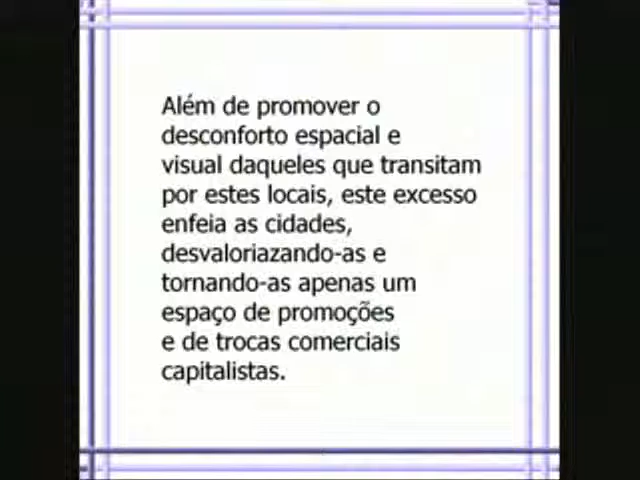 Além de promover o
desconforto espacial e
visual daqueles que transitam
por estes locais, este excesso
enfeia as cidades,
desvaloriazando-as e
tornando-as apenas um
espaço de promoções
e de trocas comerciais
capitalistas.